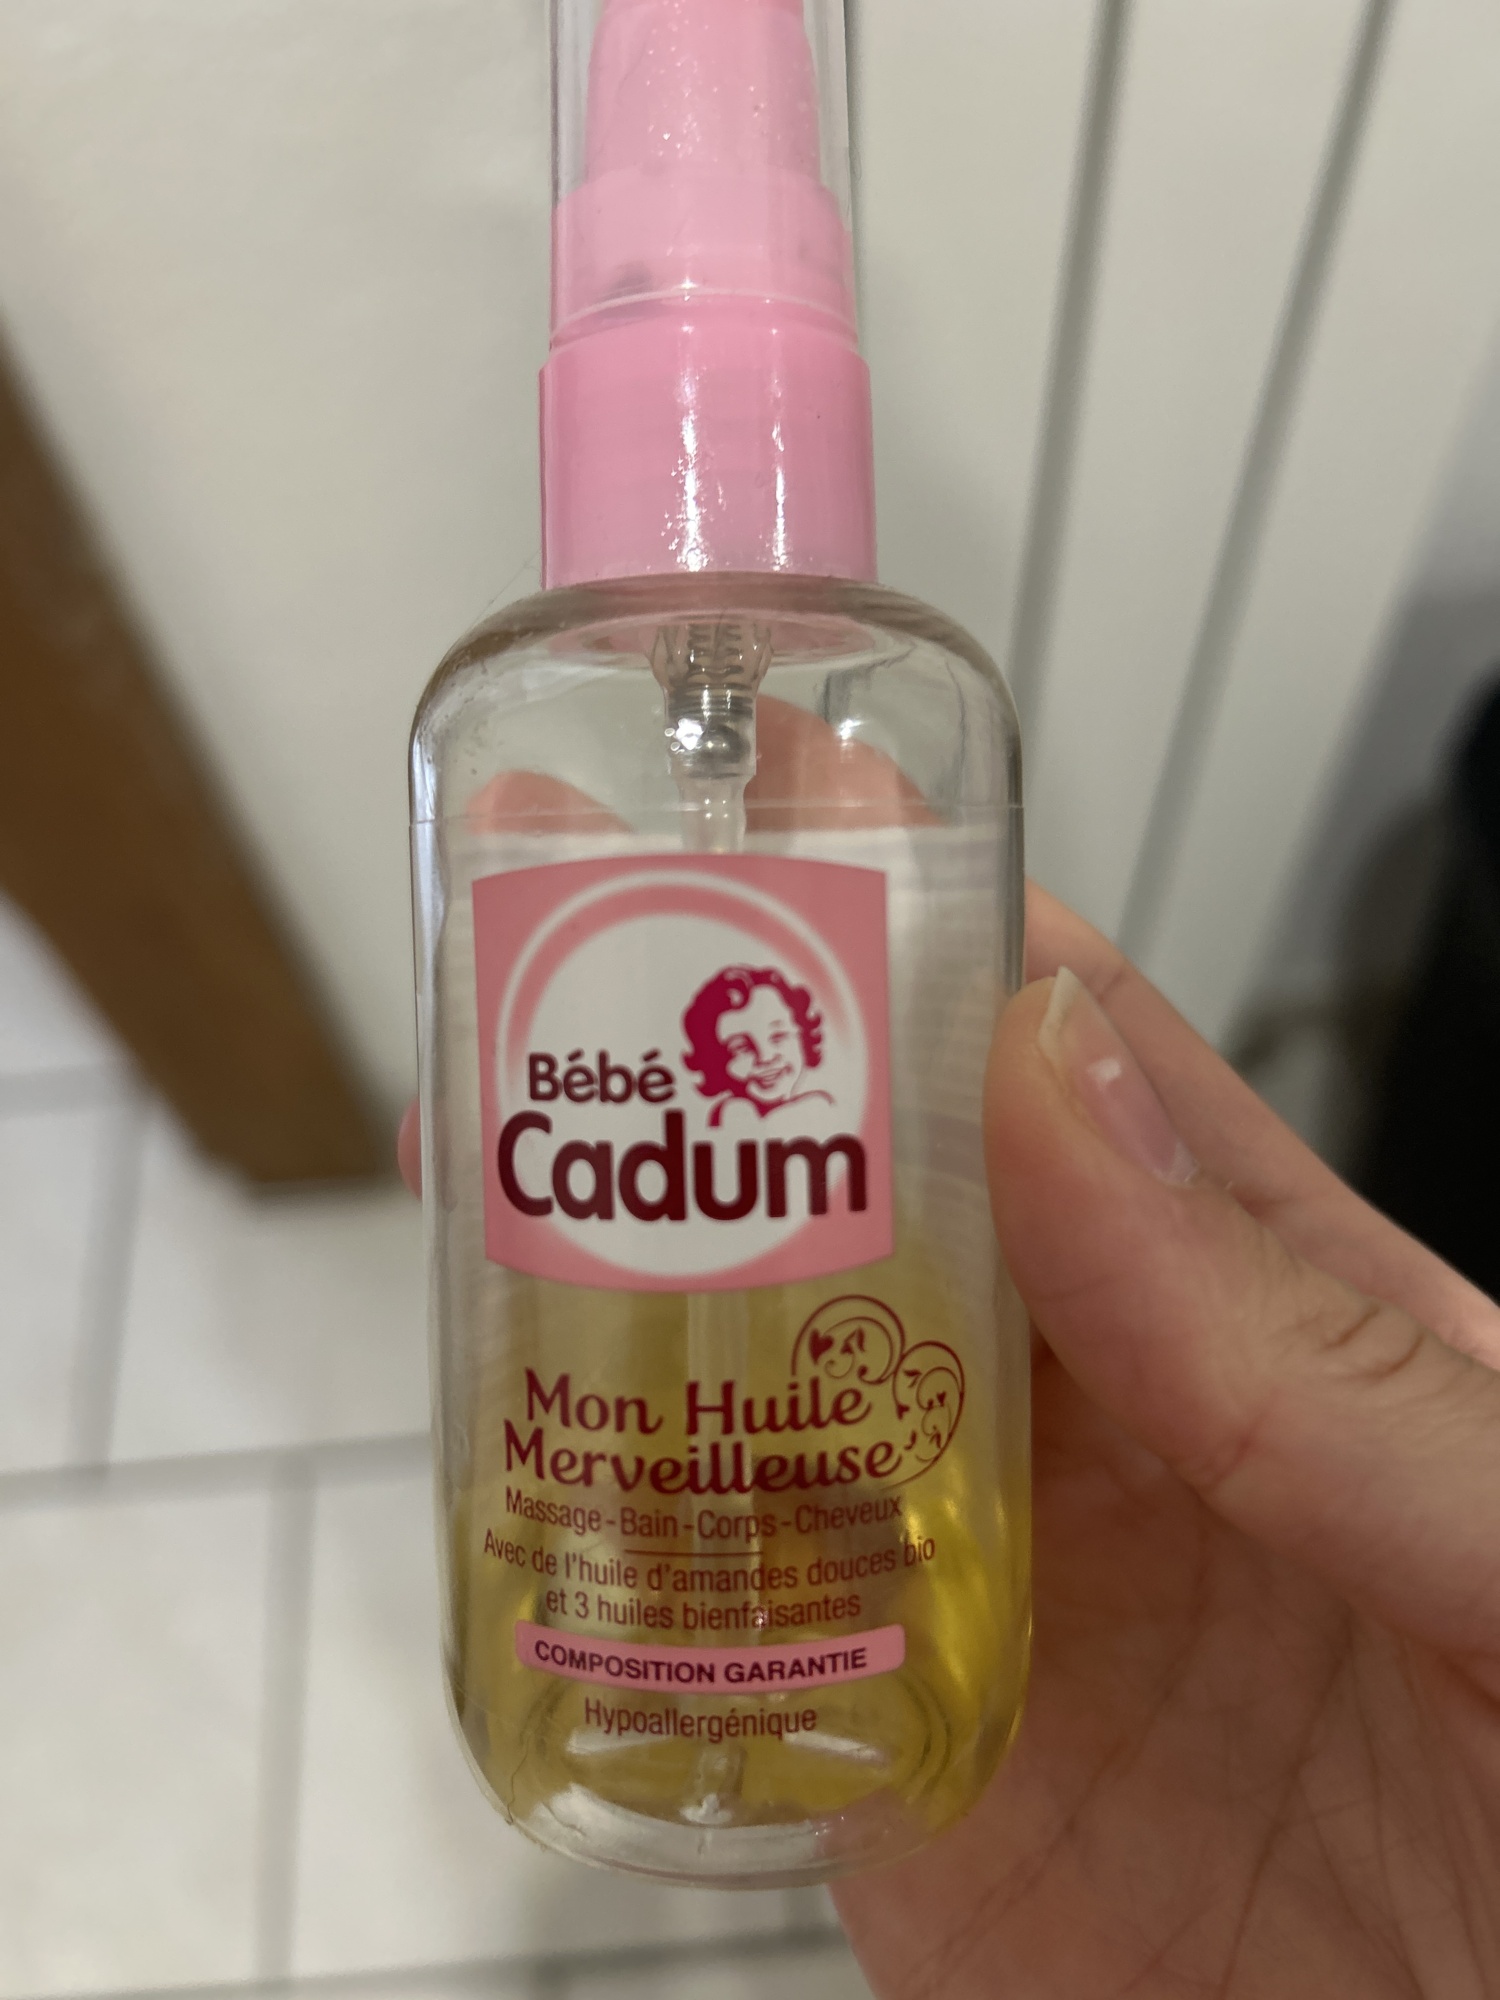 Bébé
Cadum
Mon Huile
Merveilleuse
Massage-Bain-Corps-Cheveux
Avec de l'huile d'amandes douces bio
et 3 huiles bienfaisantes
COMPOSITION GARANTIE
Hypoallergénique